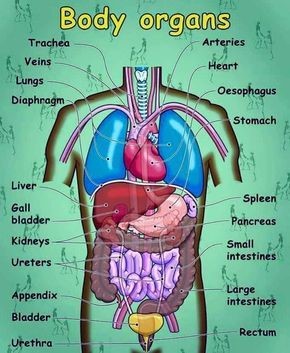 Body organs
Trachea
Veins
Lungs
Diaphragm
Liver
Gall
bladder
Kidneys
Ureters
Appendix
Bladder
Urethra
Arteries
Heart
Oesophagus
Stomach
Spleen
Pancreas
Small
intestines
Large
intestines
Rectum